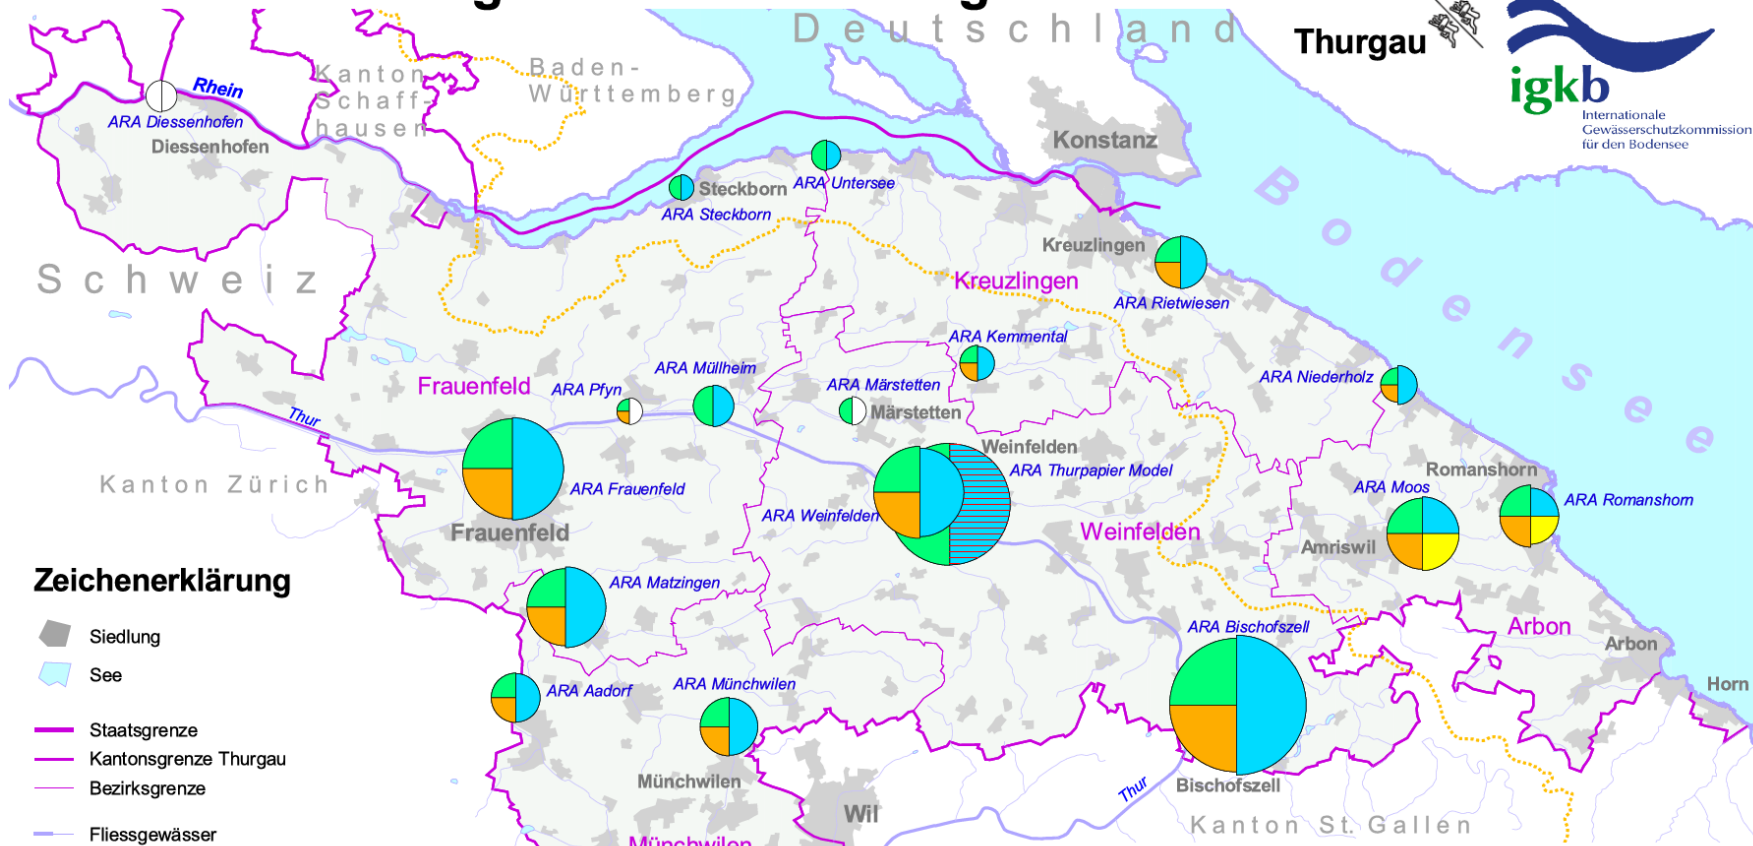 Deutschland
Thurgau
igkb
Internationale
Gewässerschutzkommission
für den Bodensee
Kanton
Schaff-
hausen
Baden-
Württemberg
Rhein
ARA Diessenhofen
Diessenhofen
Konstanz
Steckborn
ARA Untersee
ARA Steckborn
Bodensee
Kreuzlingen
Kreuzlingen
ARA Rietwiesen
Schweiz
ARA Kemmental
ARA Müllheim
ARA Niederholz
Frauenfeld
ARA Pfyn
ARA Märstetten
Märstetten
Thur
Weinfelden
ARA Thurpapier Model
Romanshorn
Kanton Zürich
ARA Frauenfeld
ARA Moos
ARA Romanshorn
ARA Weinfelden
Frauenfeld
Weinfelden
Amriswil
Zeichenerklärung
ARA Matzingen
Siedlung
ARA Bischofszell
Arbon
Arbon
See
ARA Aadorf
ARA Münchwilen
Horn
Staatsgrenze
Kantonsgrenze Thurgau
Münchwilen
Bischofszell
Bezirksgrenze
Thur
Wil
Kanton St. Gallen
Fliessgewässer
Münchwilen